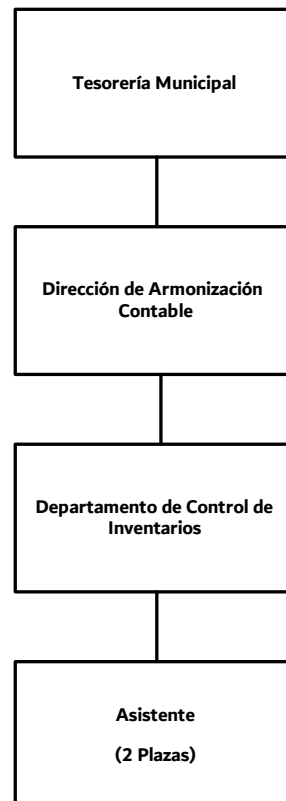 Tesorería Municipal
Dirección de Armonización
Contable
Departamento de Control de
Inventarios
Asistente
(2 Plazas)